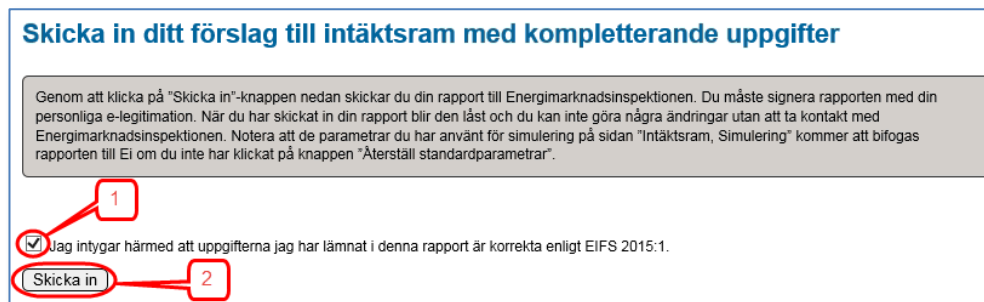 Skicka in ditt förslag till intäktsram med kompletterande uppgifter
Genom att klicka på ”Skicka in”-knappen nedan skickar du din rapport till Energimarknadsinspektionen. Du måste signera rapporten med din
personliga e-legitimation. När du har skickat in din rapport blir den låst och du kan inte göra några ändringar utan att ta kontakt med
Energimarknadsinspektionen. Notera att de parametrar du har använt för simulering på sidan ”Intäktsram, Simulering” kommer att bifogas
rapporten till Ei om du inte har klickat på knappen ”Återställ standardparametrar”.
1
Jag intygar härmed att uppgifterna jag har lämnat i denna rapport är korrekta enligt EIFS 2015:1.
Skicka in
2